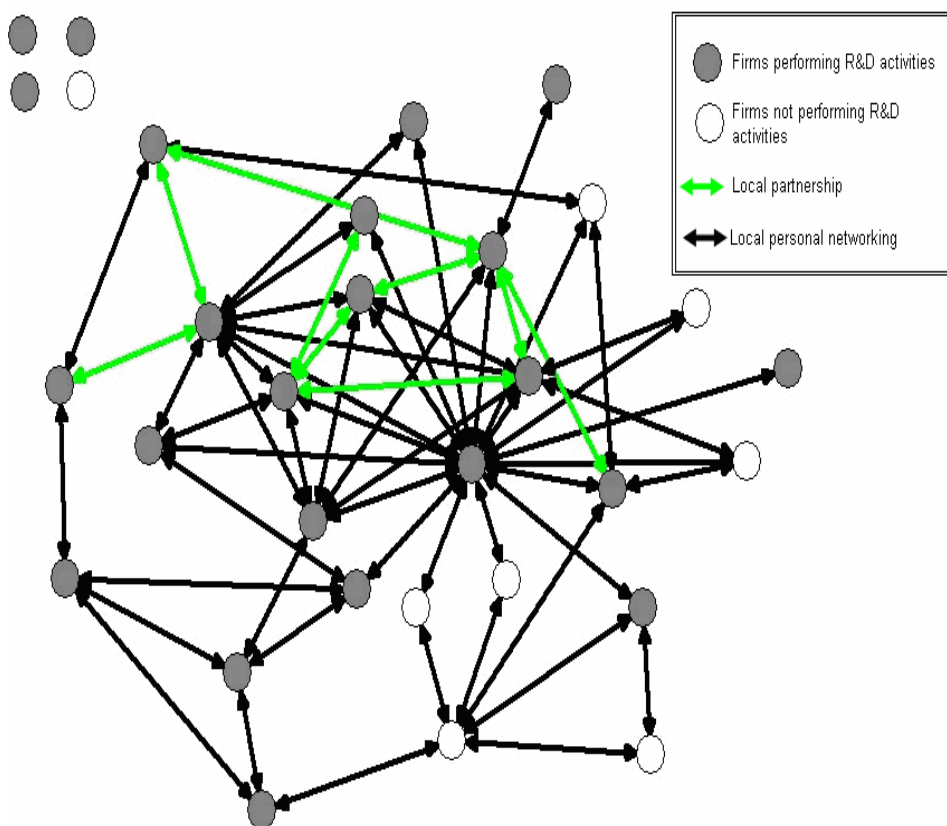 Firms performing R&D activities
Firms not performing R&D
activities
Local partnership
Local personal networking